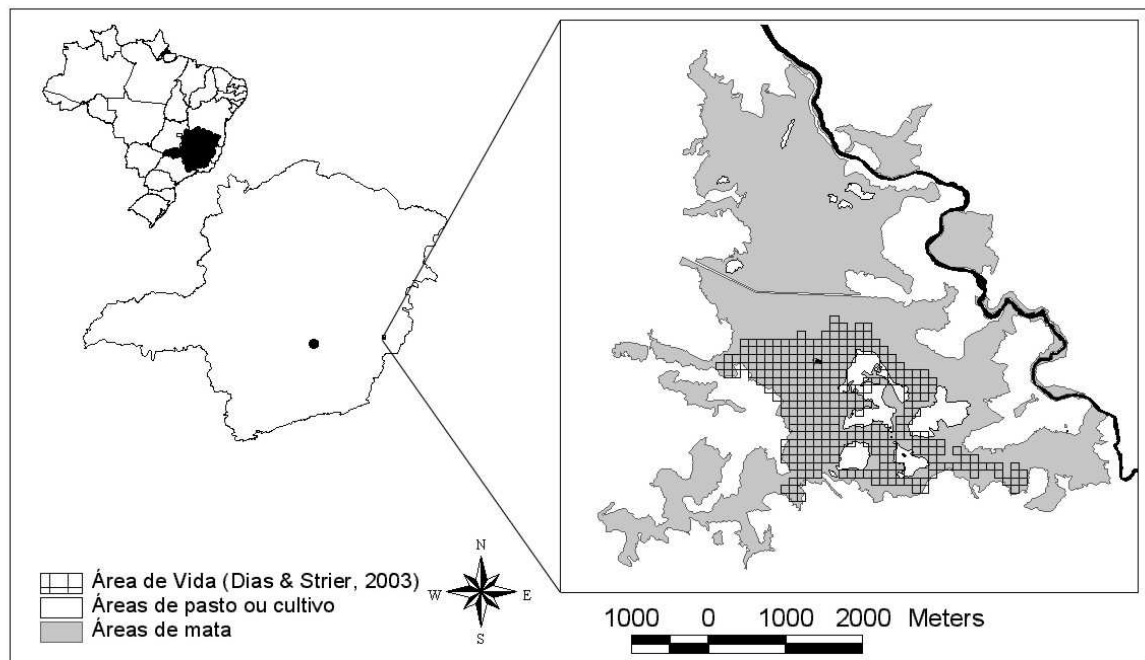 Área de Vida (Dias & Strier, 2003)
Áreas de pasto ou cultivo
Áreas de mata
N
W E
S
1000 0 1000 2000 Meters